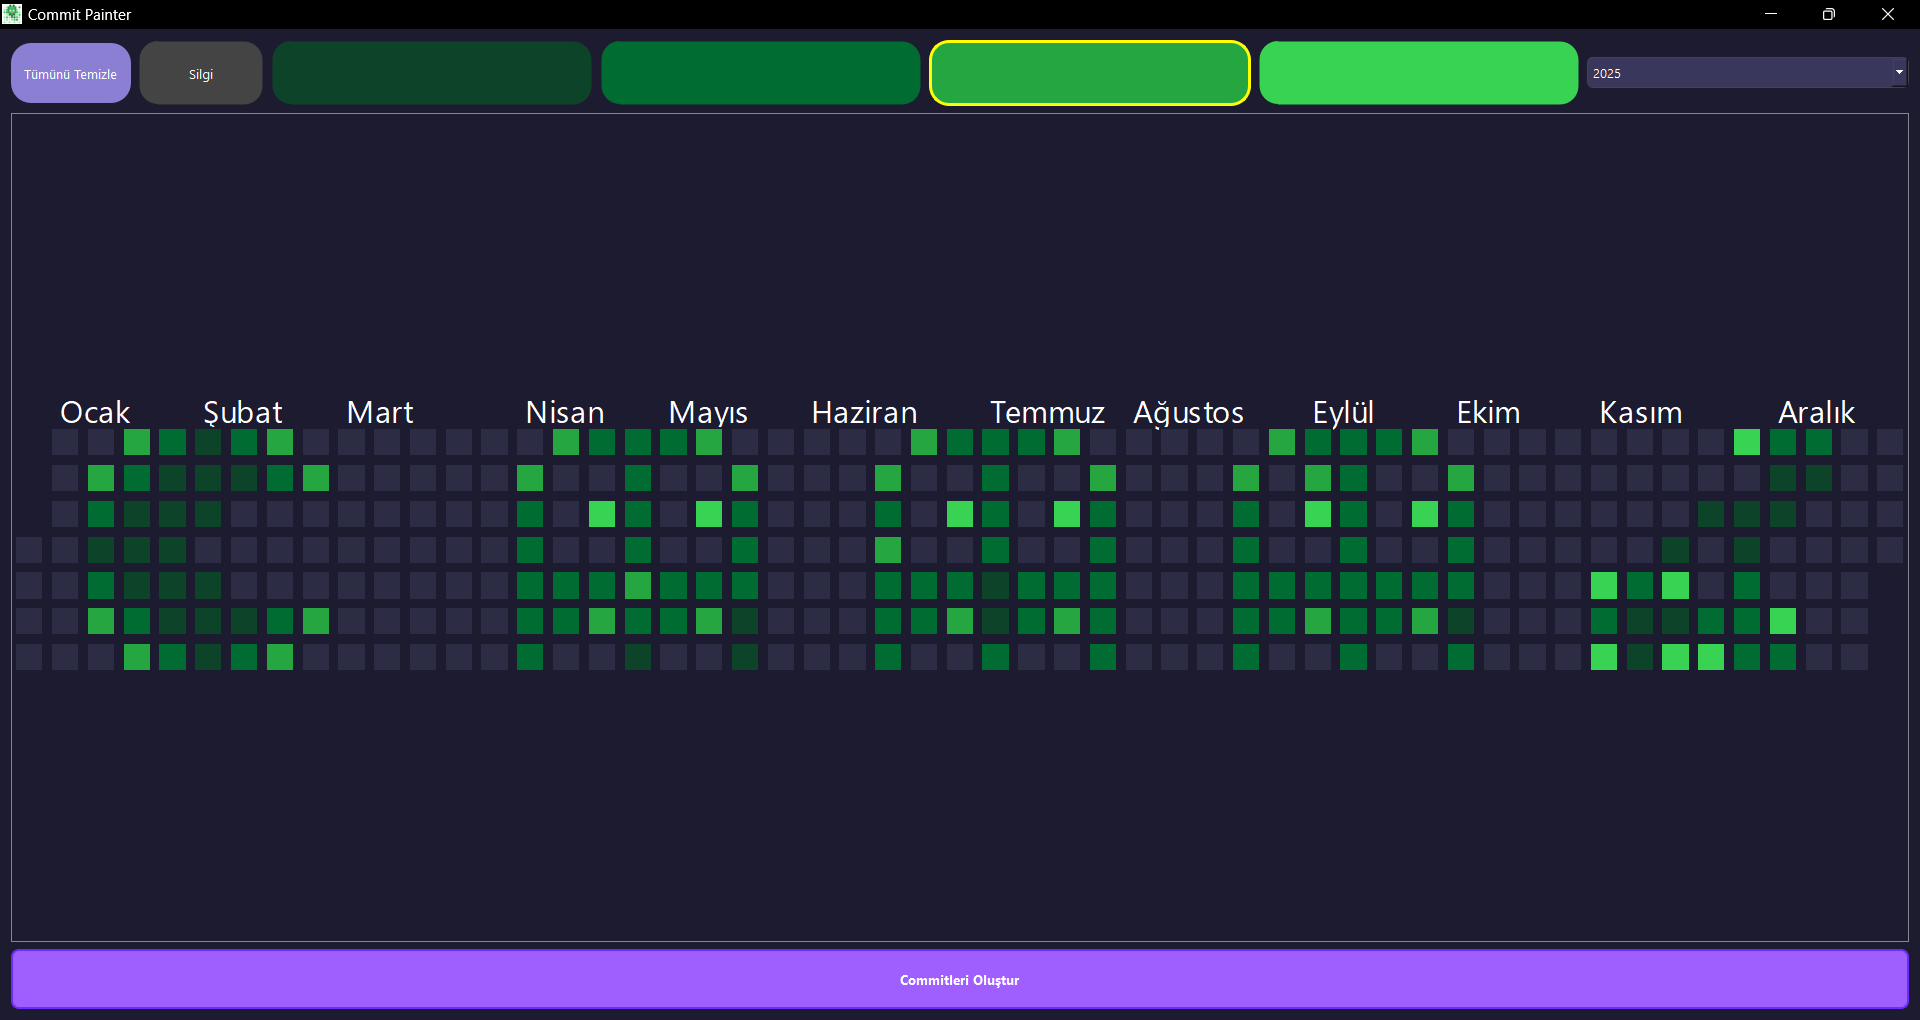 Commit Painter
Tümünü Temizle
Silgi
2025
Ocak Şubat Mart Nisan Mayıs Haziran Temmuz Ağustos Eylül Ekim Kasım Aralık
Commitleri Oluştur